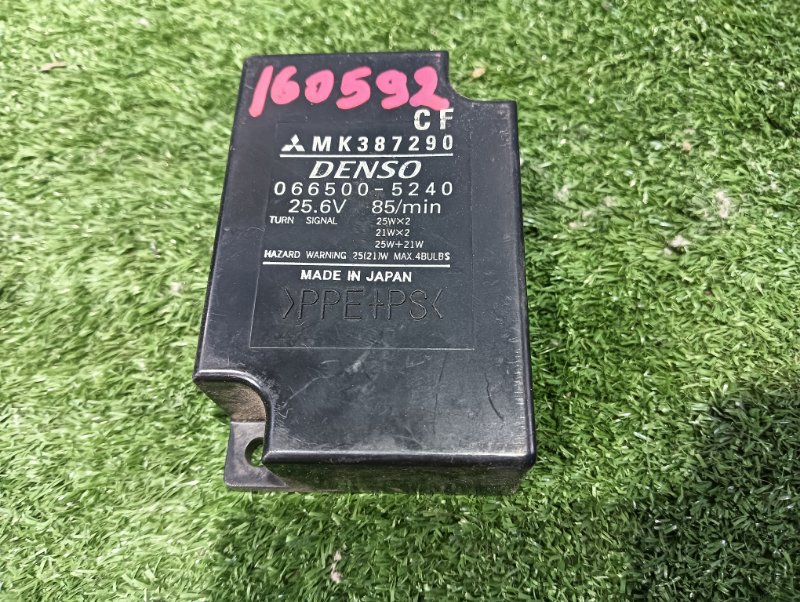 160592
CF
MK387290
DENSO
066500-5240
25.6V 85/min
TURN SIGNAL 25W×2
21W×2
25W+21W
HAZARD WARNING 25(21)W MAX.4BULBS
MADE IN JAPAN
>PPE+PS<